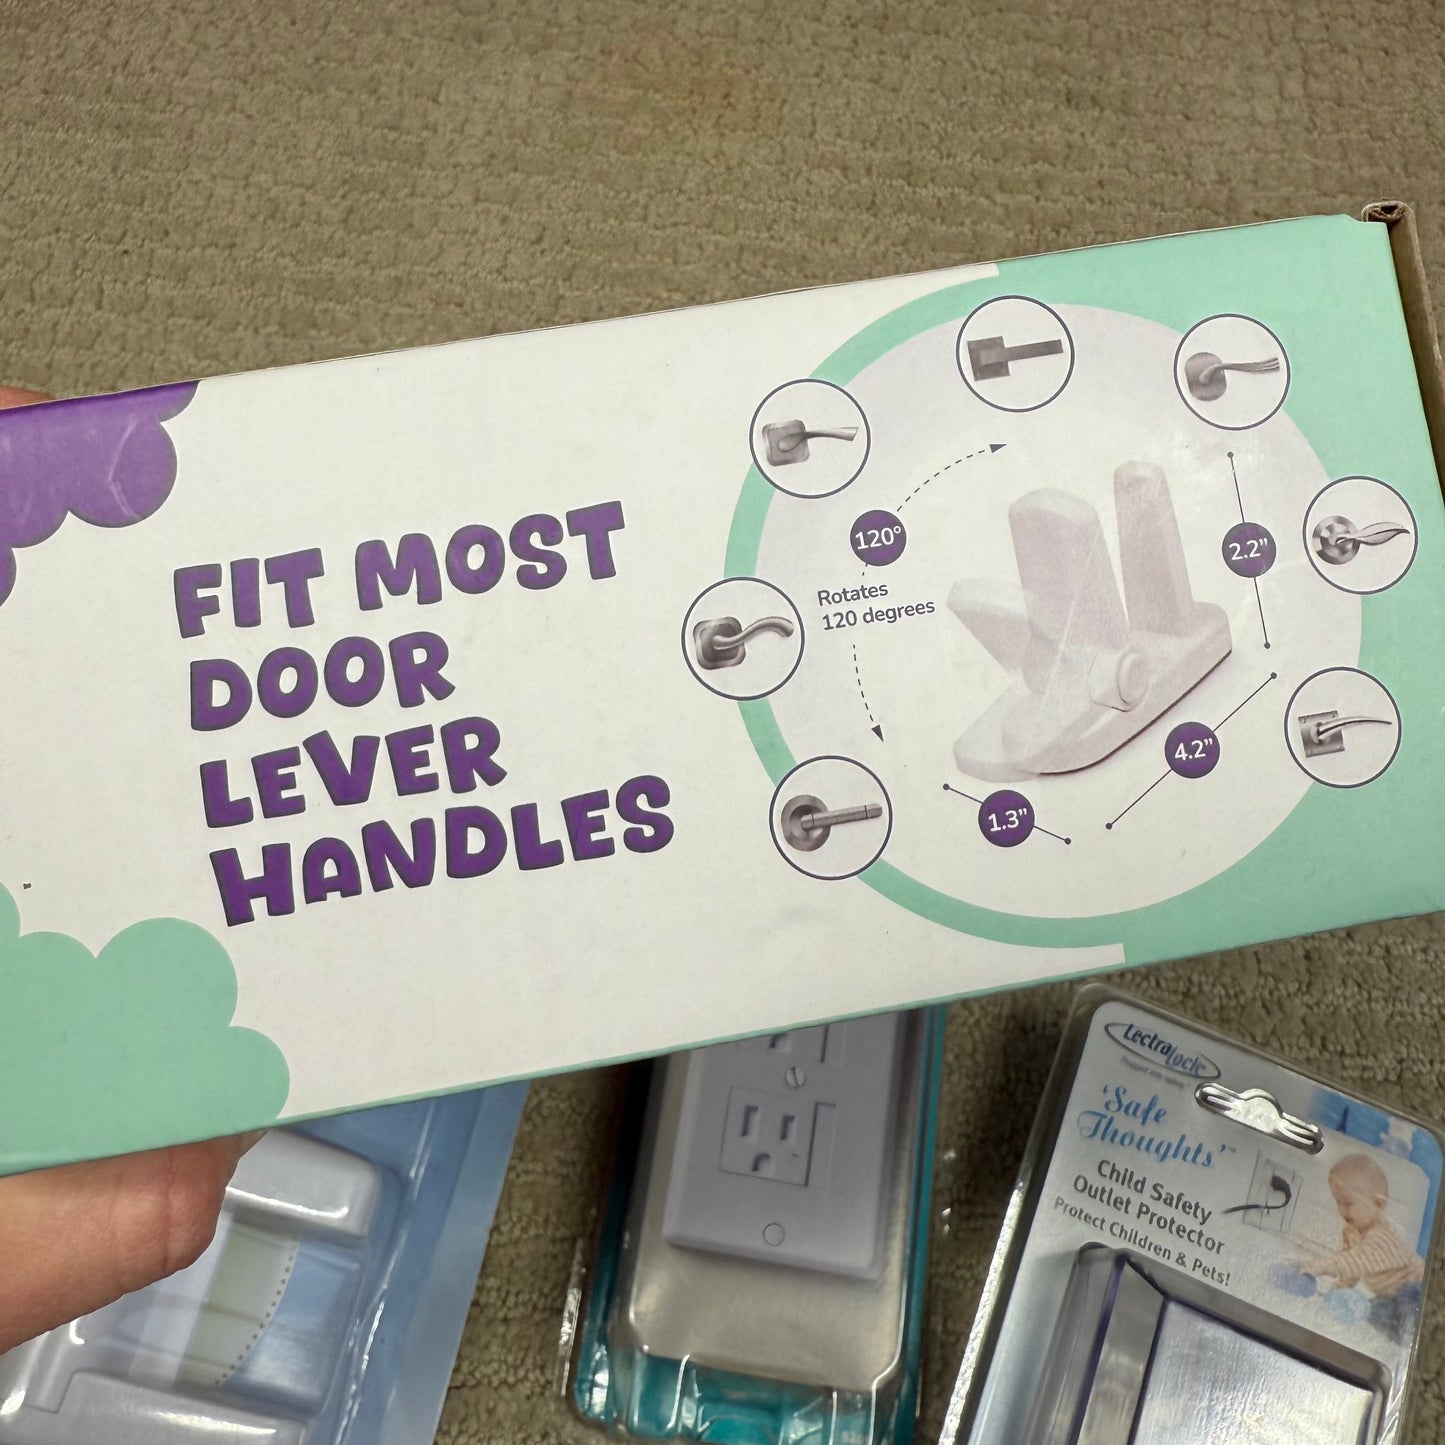 FIT MOST
DOOR
LEVER
HANDLES
120°
Rotates
120 degrees
2.2"
4.2"
1.3"
Lectralock
'Safe
Thoughts'™
Child Safety
Outlet Protector
Protect Children & Pets!